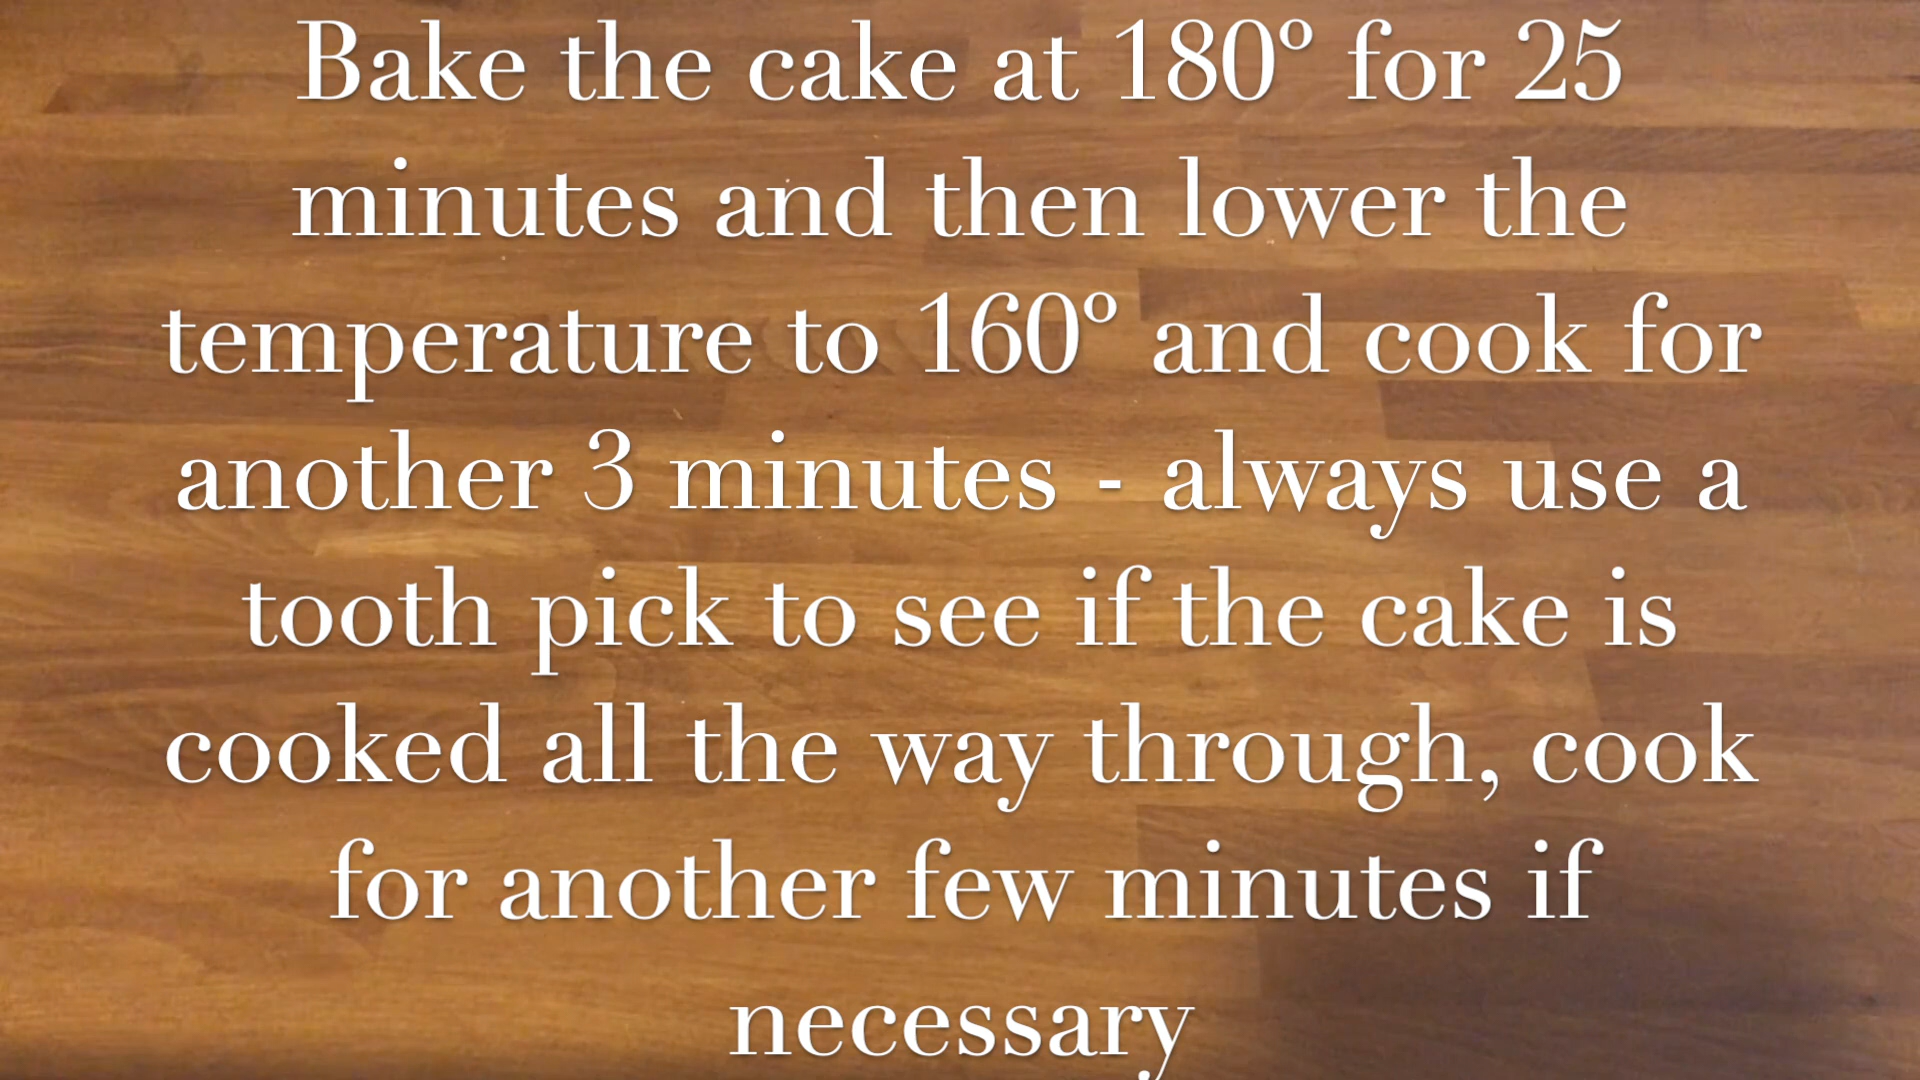 Bake the cake at 180º for 25
minutes and then lower the
temperature to 160º and cook for
another 3 minutes - always use a
tooth pick to see if the cake is
cooked all the way through, cook
for another few minutes if
necessary